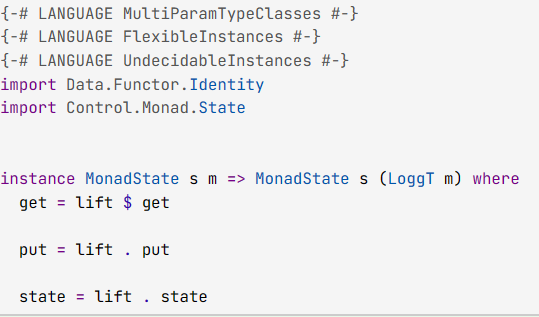 {-# LANGUAGE MultiParamTypeClasses #-}
{-# LANGUAGE FlexibleInstances #-}
{-# LANGUAGE UndecidableInstances #-}
import Data.Functor.Identity
import Control.Monad.State
instance MonadState s m => MonadState s (LoggT m) where
  get = lift $ get
  put = lift . put
  state = lift . state